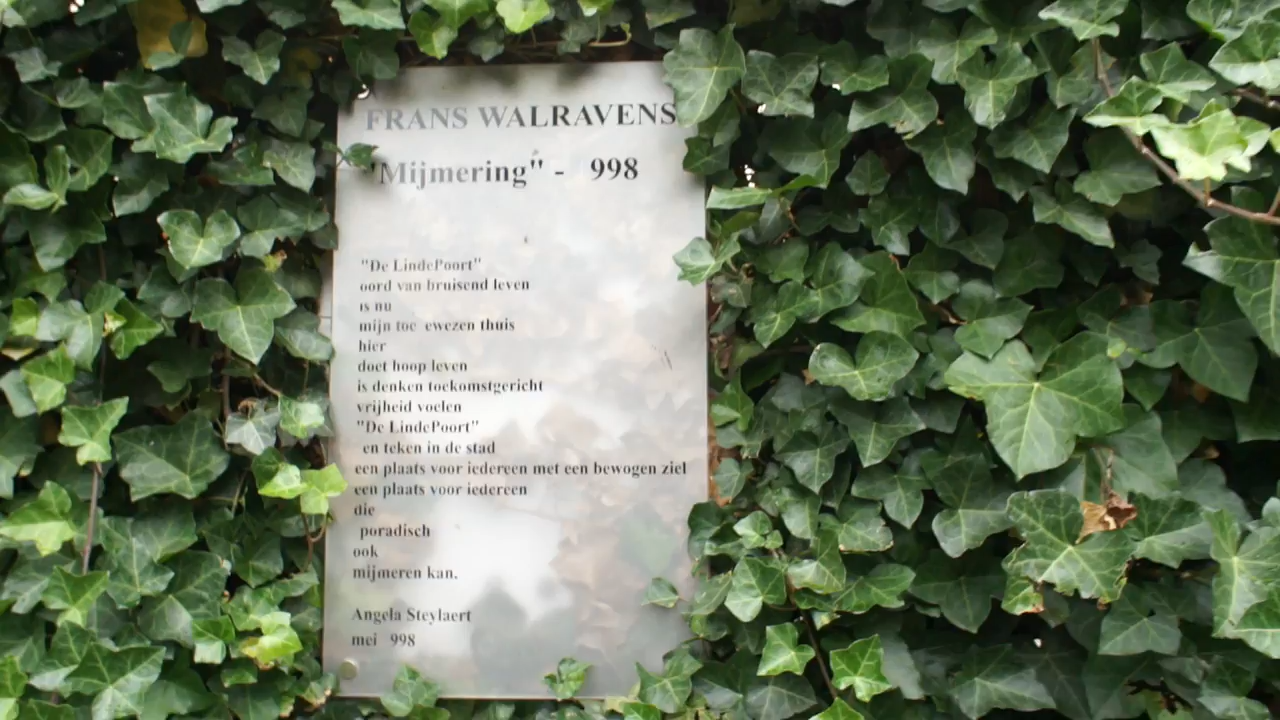 FRANS WALRAVENS
"Mijmering" - 998
"De LindePoort"
oord van bruisend leven
is nu
mijn toe ewezen thuis
hier
doet hoop leven
is denken toekomstgericht
vrijheid voelen
"De LindePoort"
en teken in de stad
een plaats voor iedereen met een bewogen ziel
een plaats voor iedereen
die
poradisch
ook
mijmeren kan.
Angela Steylaert
mei 998